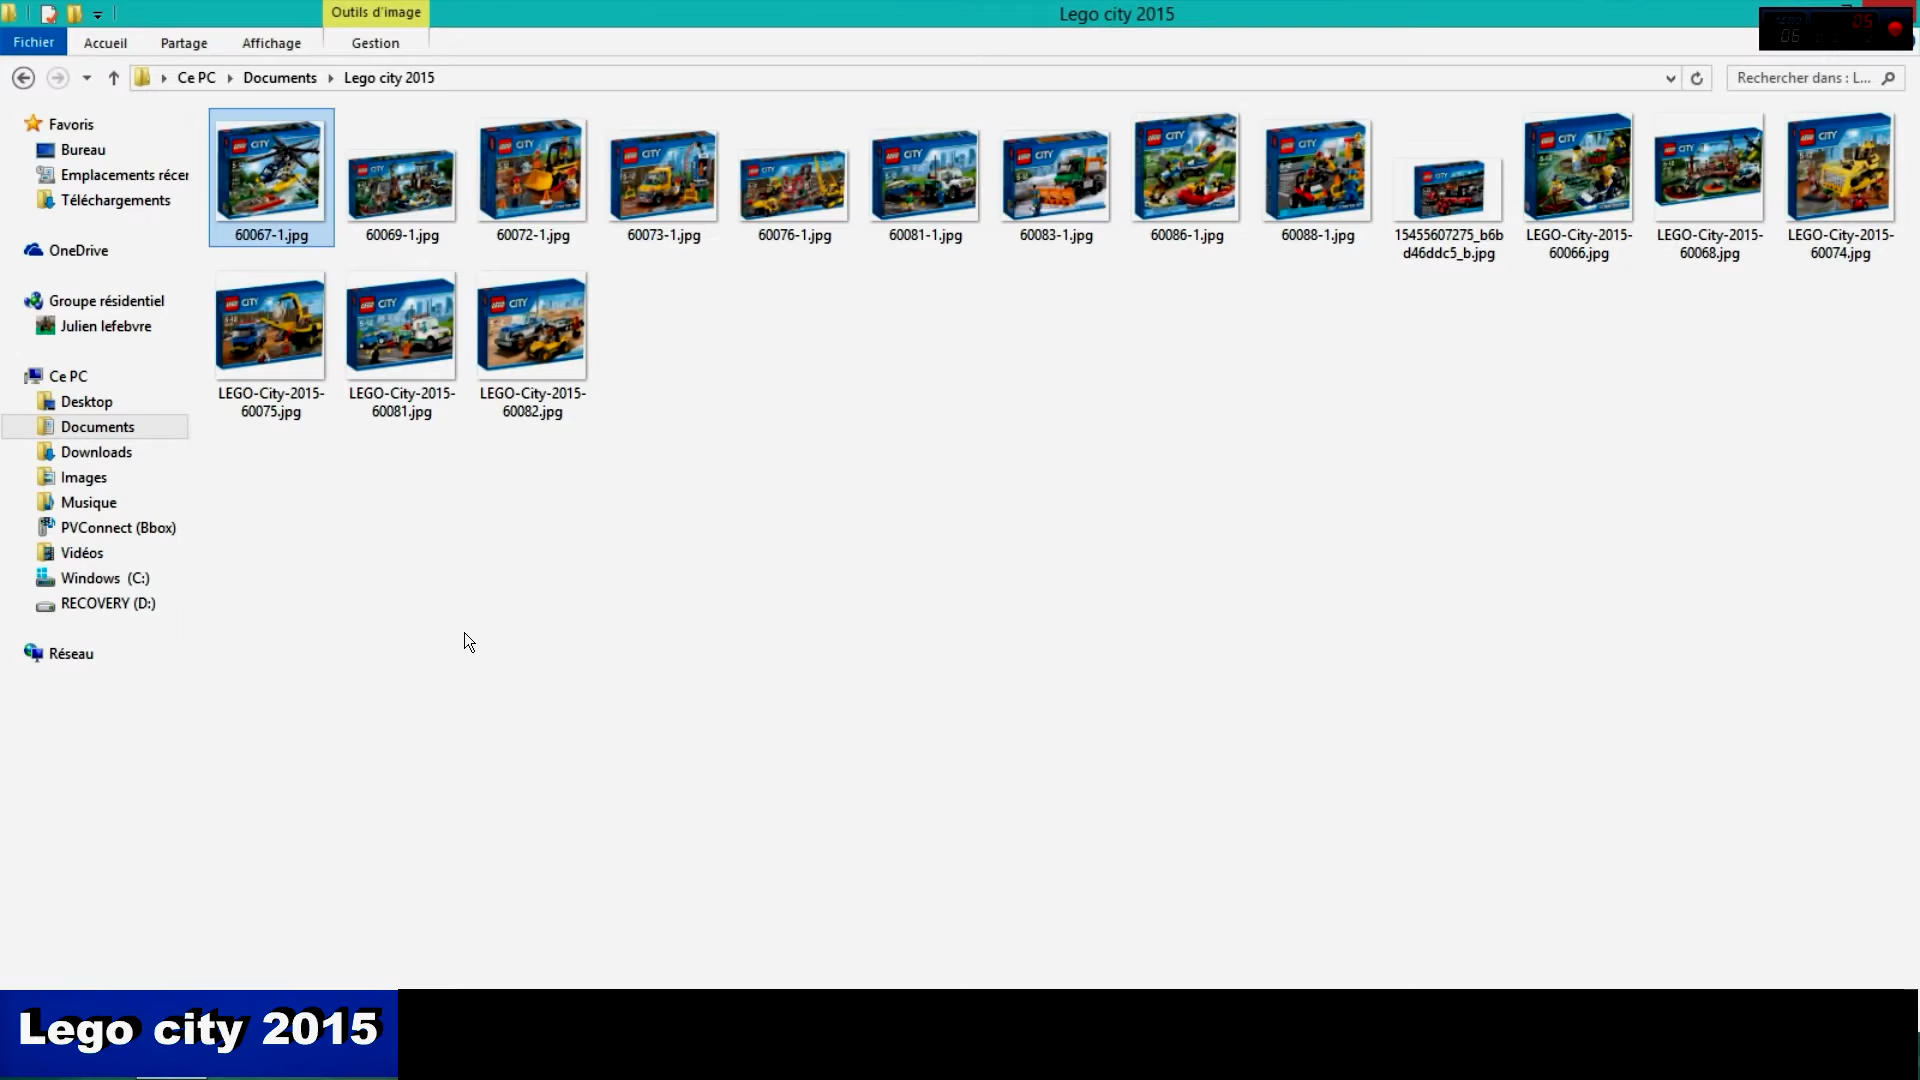 Outils d'image
Lego city 2015
Fichier
Accueil
Partage
Affichage
Gestion
Ce PC
Documents
Lego city 2015
Rechercher dans : L...
Favoris
Bureau
Emplacements récer
Téléchargements
OneDrive
Groupe résidentiel
Julien lefebvre
Ce PC
Desktop
Documents
Downloads
Images
Musique
PVConnect (Bbox)
Vidéos
Windows (C:)
RECOVERY (D:)
Réseau
60067-1.jpg
60069-1.jpg
60072-1.jpg
60073-1.jpg
60076-1.jpg
60081-1.jpg
60083-1.jpg
60086-1.jpg
60088-1.jpg
15455607275_b6b
d46ddc5_b.jpg
LEGO-City-2015-
60066.jpg
LEGO-City-2015-
60068.jpg
LEGO-City-2015-
60074.jpg
LEGO-City-2015-
60075.jpg
LEGO-City-2015-
60081.jpg
LEGO-City-2015-
60082.jpg
Lego city 2015